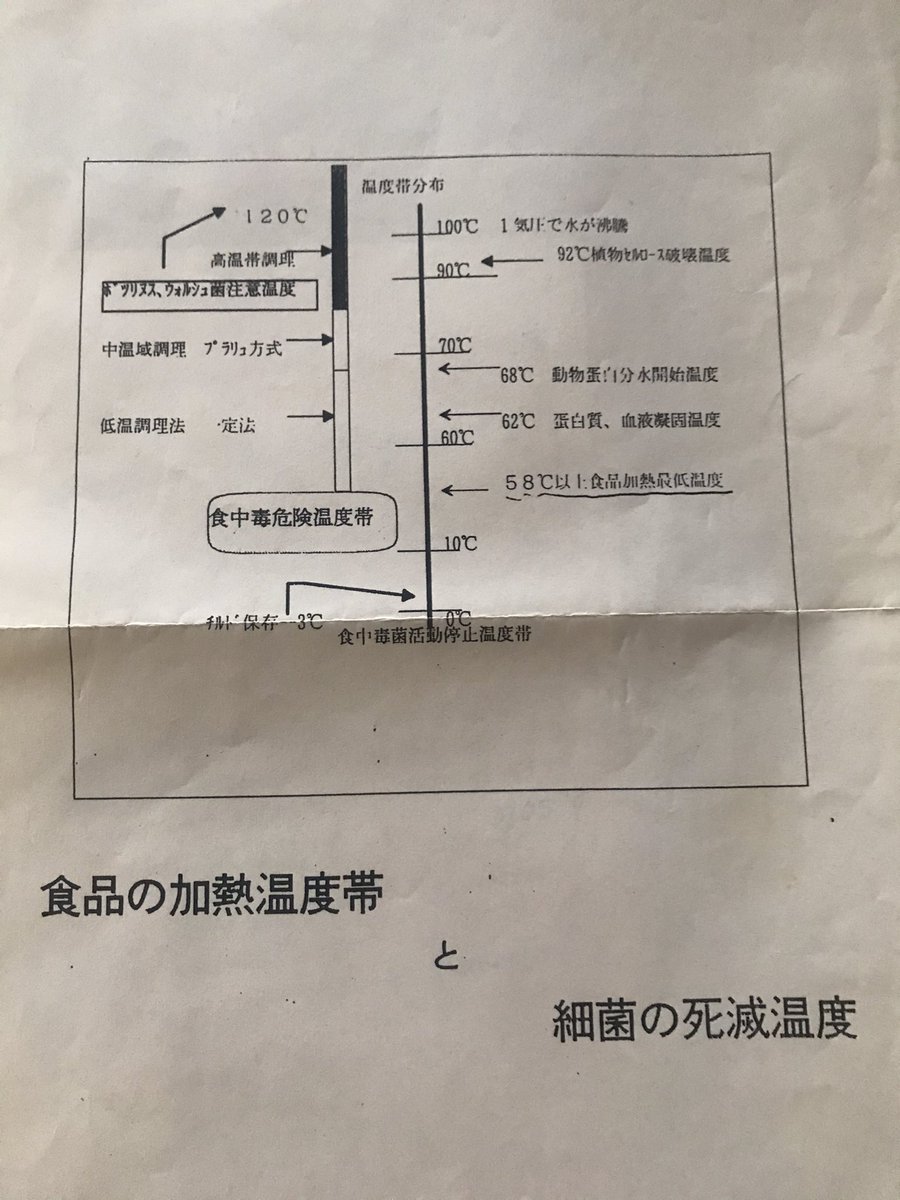 温度帯分布
120℃
100℃ 1気圧で水が沸騰
高温帯調理
92℃植物セルロース破壊温度
90℃
ボツリヌス、ウォルシュ菌注意温度
70℃
中温域調理 プラリュ方式
68℃ 動物蛋白分水開始温度
低温調理法 一定法
62℃ 蛋白質、血液凝固温度
60℃
58℃以上食品加熱最低温度
食中毒危険温度帯
10℃
チルド保存 3℃
0℃
食中毒菌活動停止温度帯
食品の加熱温度帯
と
細菌の死滅温度